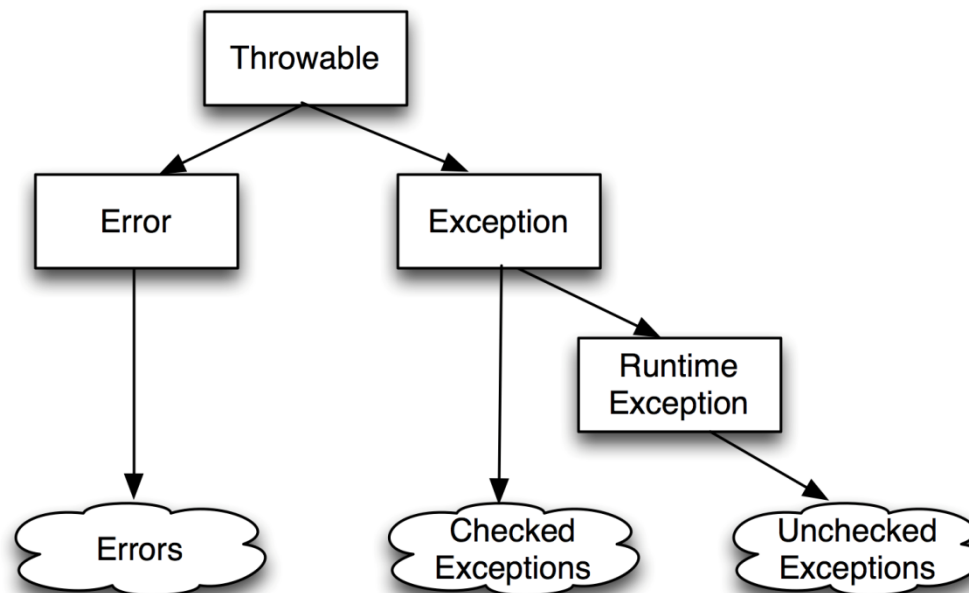 Throwable
Error
Exception
Runtime
Exception
Errors
Checked
Exceptions
Unchecked
Exceptions